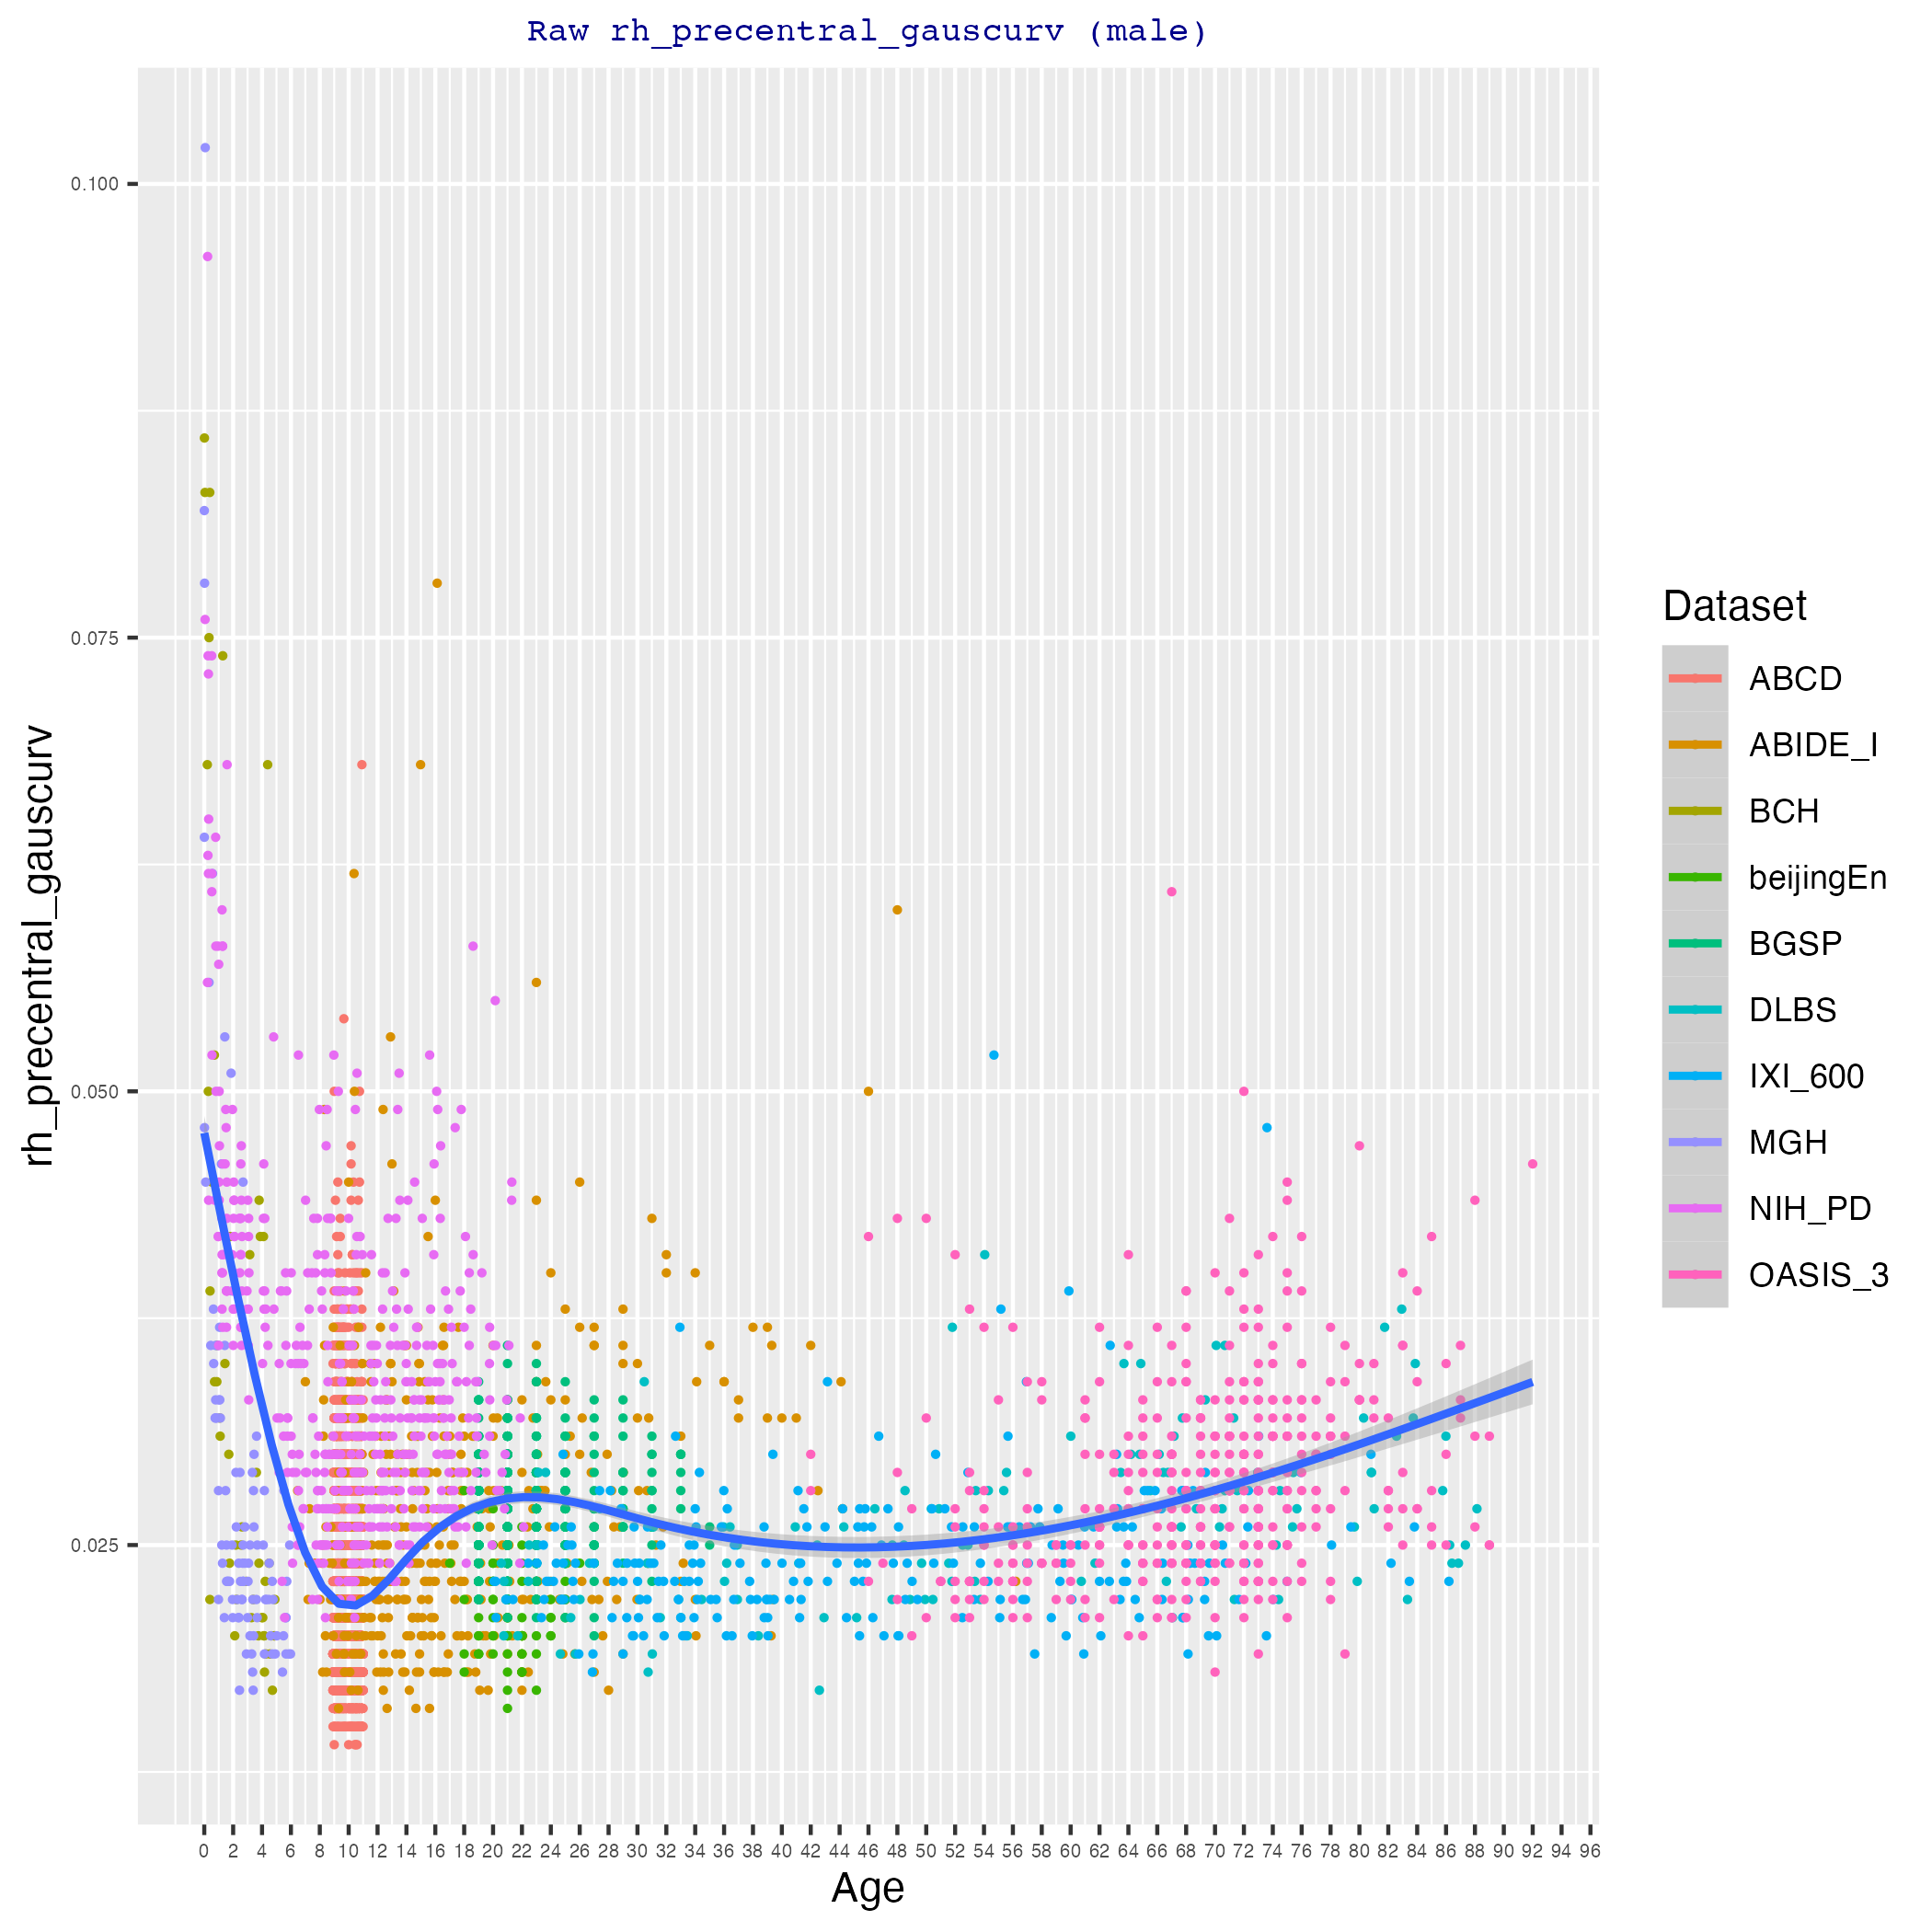 Raw rh_precentral_gauscurv (male)
0.100
0.075
0.050
0.025
rh_precentral_gauscurv
0 2 4 6 8 10 12 14 16 18 20 22 24 26 28 30 32 34 36 38 40 42 44 46 48 50 52 54 56 58 60 62 64 66 68 70 72 74 76 78 80 82 84 86 88 90 92 94 96
Age
Dataset
ABCD
ABIDE_I
BCH
beijingEn
BGSP
DLBS
IXI_600
MGH
NIH_PD
OASIS_3